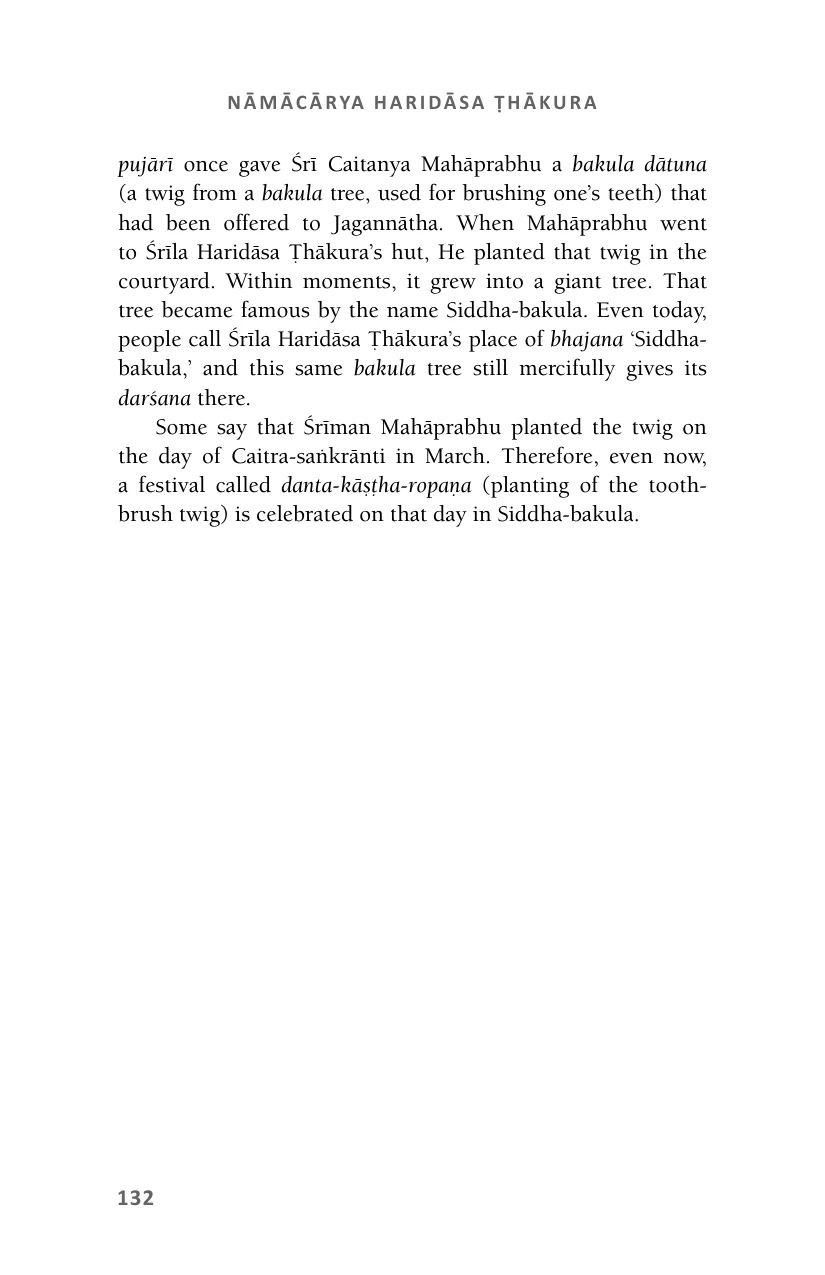 NĀMĀCĀRYA HARIDĀSA ṬHĀKURA
pujārī once gave Śrī Caitanya Mahāprabhu a bakula dātuna
(a twig from a bakula tree, used for brushing one’s teeth) that
had been offered to Jagannātha. When Mahāprabhu went
to Śrīla Haridāsa Ṭhākura’s hut, He planted that twig in the
courtyard. Within moments, it grew into a giant tree. That
tree became famous by the name Siddha-bakula. Even today,
people call Śrīla Haridāsa Ṭhākura’s place of bhajana ‘Siddha-
bakula,’ and this same bakula tree still mercifully gives its
darśana there.
Some say that Śrīman Mahāprabhu planted the twig on
the day of Caitra-saṅkrānti in March. Therefore, even now,
a festival called danta-kāṣṭha-ropaṇa (planting of the tooth-
brush twig) is celebrated on that day in Siddha-bakula.
132